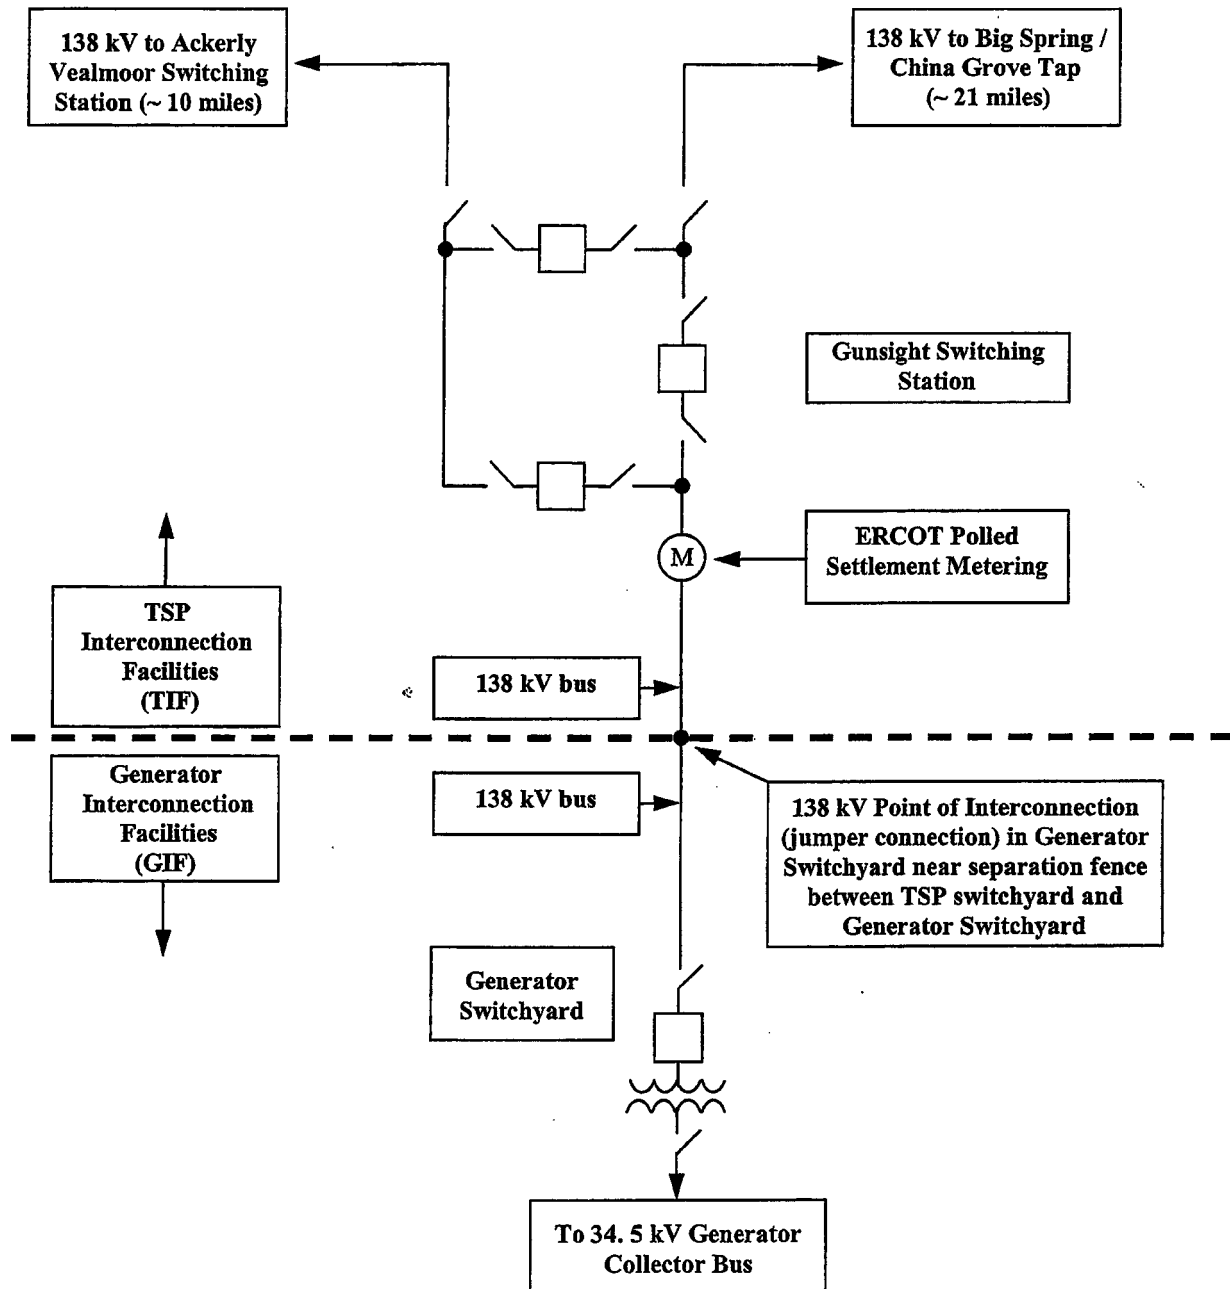 138 kV to Ackerly
Vealmoor Switching
Station (~ 10 miles)
138 kV to Big Spring /
China Grove Tap
(~ 21 miles)
Gunsight Switching
Station
ERCOT Polled
Settlement Metering
M
TSP
Interconnection
Facilities
(TIF)
138 kV bus
Generator
Interconnection
Facilities
(GIF)
138 kV bus
138 kV Point of Interconnection
(jumper connection) in Generator
Switchyard near separation fence
between TSP switchyard and
Generator Switchyard
Generator
Switchyard
To 34. 5 kV Generator
Collector Bus